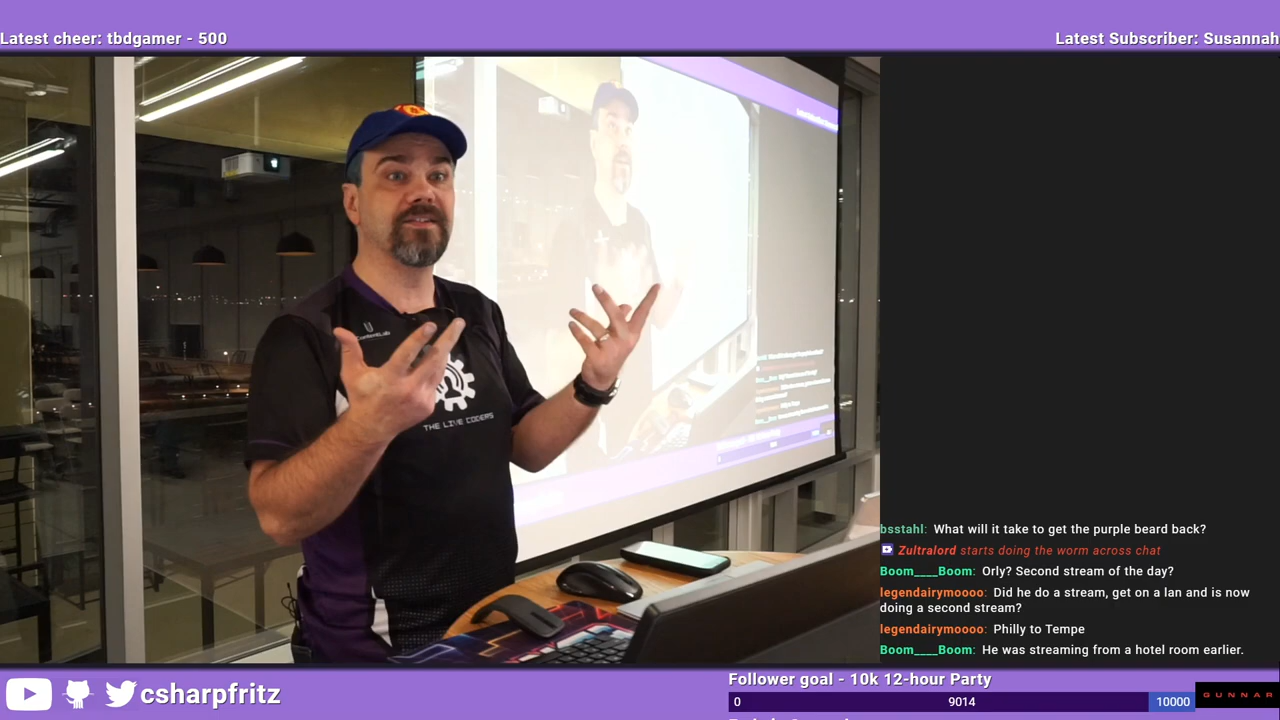 Latest cheer: tbdgamer - 500
Latest Subscriber: Susannah
THE LIVE CODERS
bsstahl: What will it take to get the purple beard back?
Zultralord starts doing the worm across chat
Boom____Boom: Orly? Second stream of the day?
legendairymoooo: Did he do a stream, get on a lan and is now
doing a second stream?
legendairymoooo: Philly to Tempe
Boom____Boom: He was streaming from a hotel room earlier.
csharpfritz
Follower goal - 10k 12-hour Party
0 9014 10000
GUNNAR